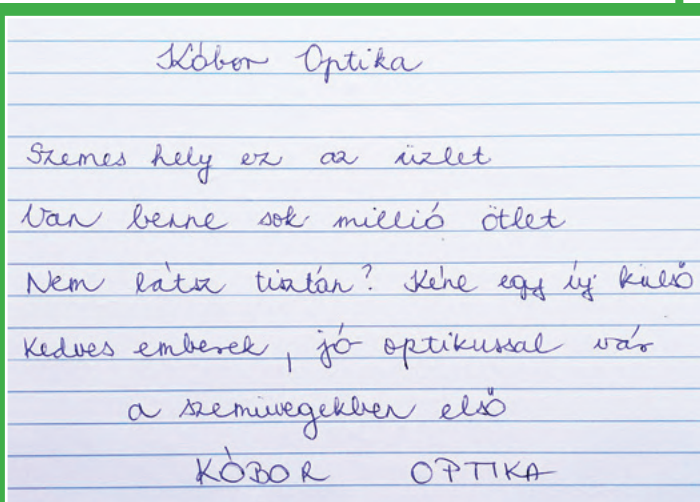 Kóbor Optika
Szemes hely ez az üzlet
Van benne sok millió ötlet
Nem látsz tisztán? Kéne egy új külső
Kedves emberek, jó optikussal vár
a szemüvegekben első
KÓBOR OPTIKA